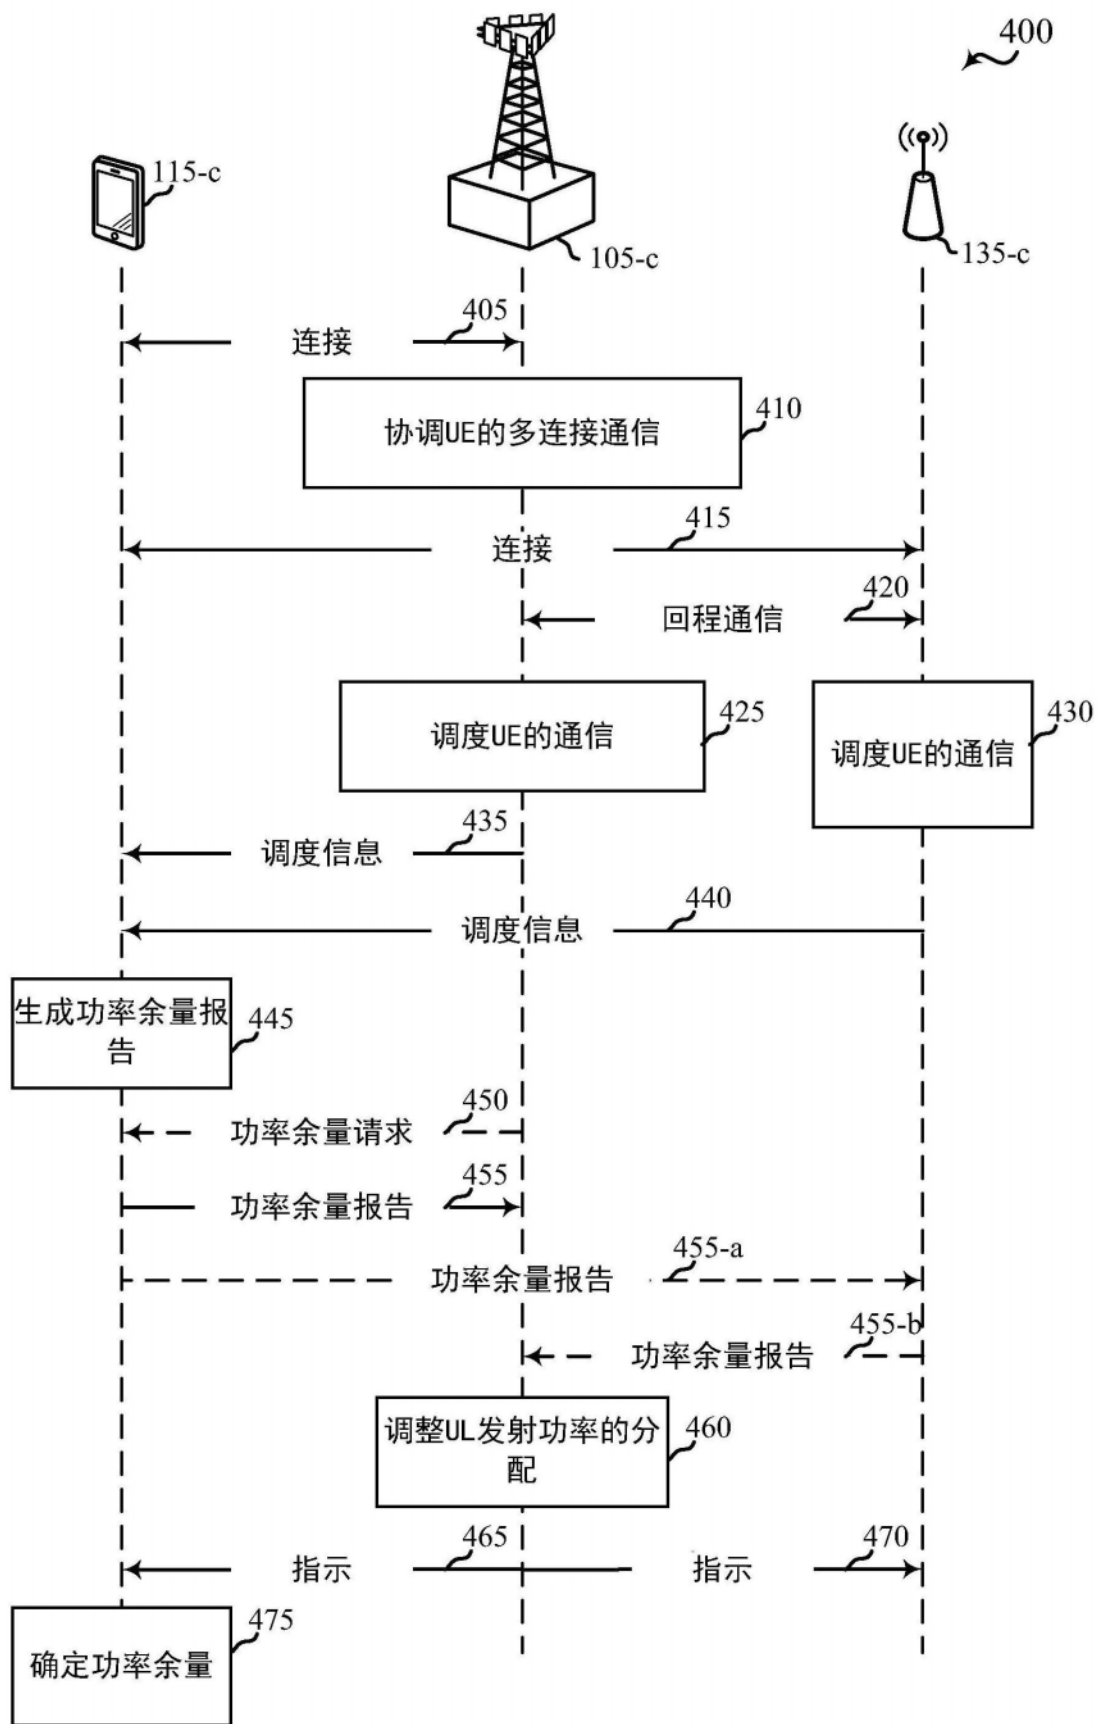 400
115-c
105-c
135-c
405
连接
协调UE的多连接通信
410
415
连接
420
回程通信
调度UE的通信
425
调度UE的通信
430
435
调度信息
440
调度信息
生成功率余量报
告
445
450
功率余量请求
455
功率余量报告
455-a
功率余量报告
455-b
功率余量报告
调整UL发射功率的分
配
460
465
指示
470
指示
475
确定功率余量